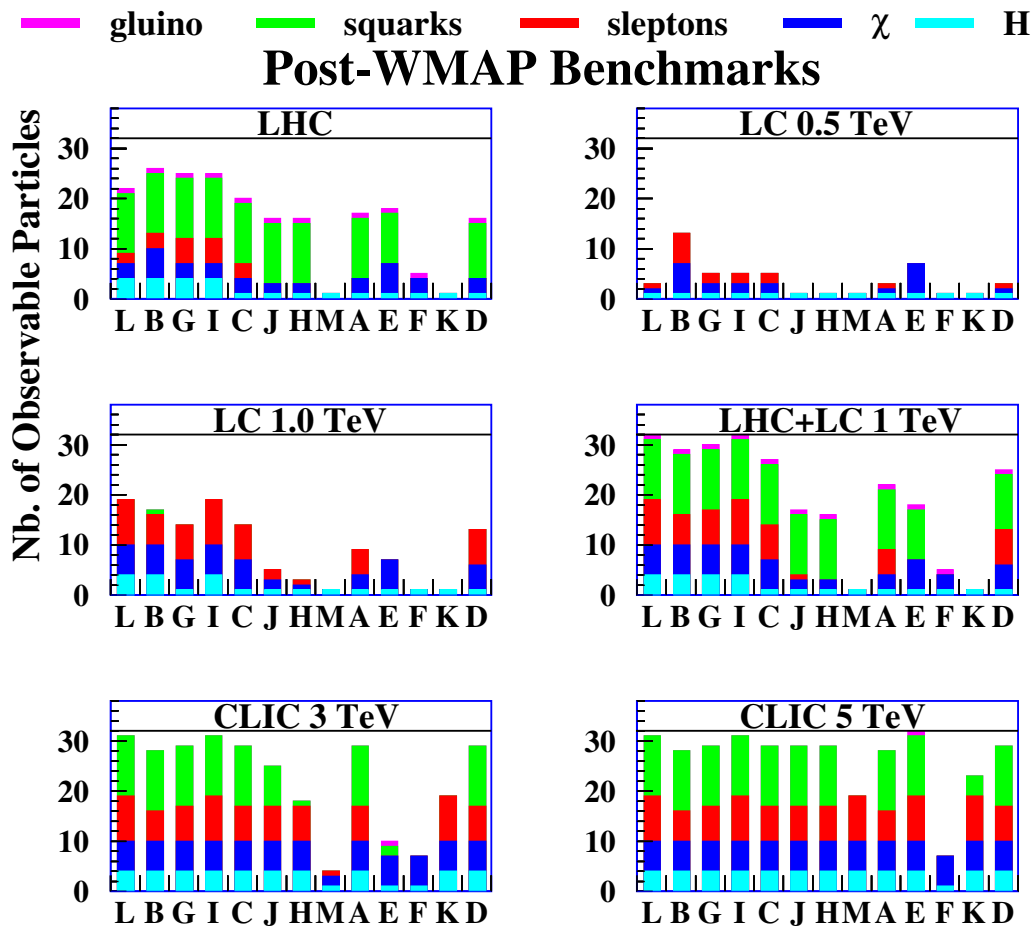 gluino squarks sleptons χ H
Post-WMAP Benchmarks
Nb. of Observable Particles
LHC
30
20
10
0
L B G I C J H M A E F K D
LC 0.5 TeV
30
20
10
0
L B G I C J H M A E F K D
LC 1.0 TeV
30
20
10
0
L B G I C J H M A E F K D
LHC+LC 1 TeV
30
20
10
0
L B G I C J H M A E F K D
CLIC 3 TeV
30
20
10
0
L B G I C J H M A E F K D
CLIC 5 TeV
30
20
10
0
L B G I C J H M A E F K D